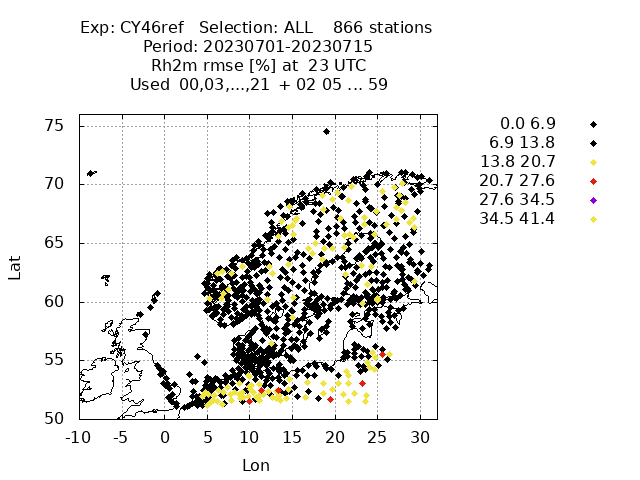 Exp: CY46ref   Selection: ALL    866 stations
Period: 20230701-20230715
Rh2m rmse [%] at  23 UTC
Used  00,03,...,21  + 02 05 ... 59
0.0 6.9
6.9 13.8
13.8 20.7
20.7 27.6
27.6 34.5
34.5 41.4
75
70
65
60
55
50
Lat
-10 -5 0 5 10 15 20 25 30
Lon